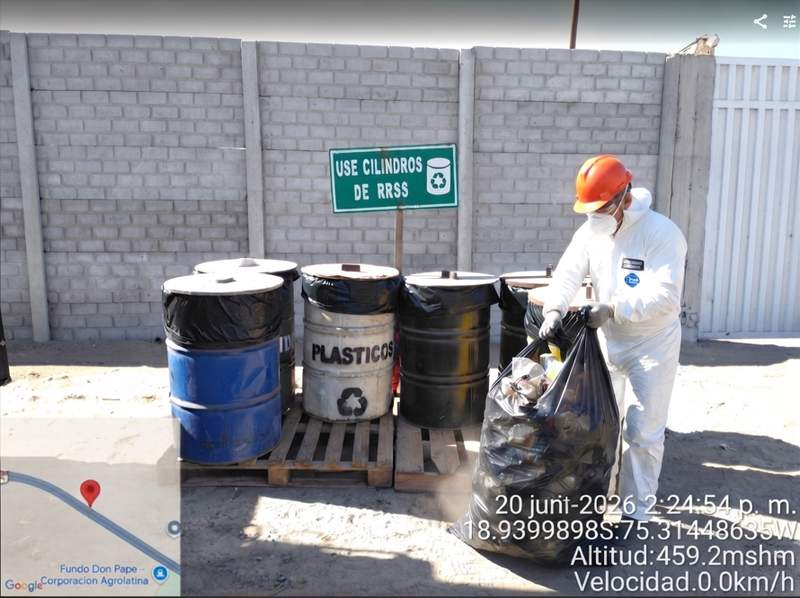 USE CILINDROS
DE RRSS
PLASTICOS
20 jun 2026 2:24:54 p. m.
18.9399898S 75.31448635W
Altitud:459.2mshm
Velocidad:0.0km/h
Fundo Don Pape
Corporacion Agrolatina
Google